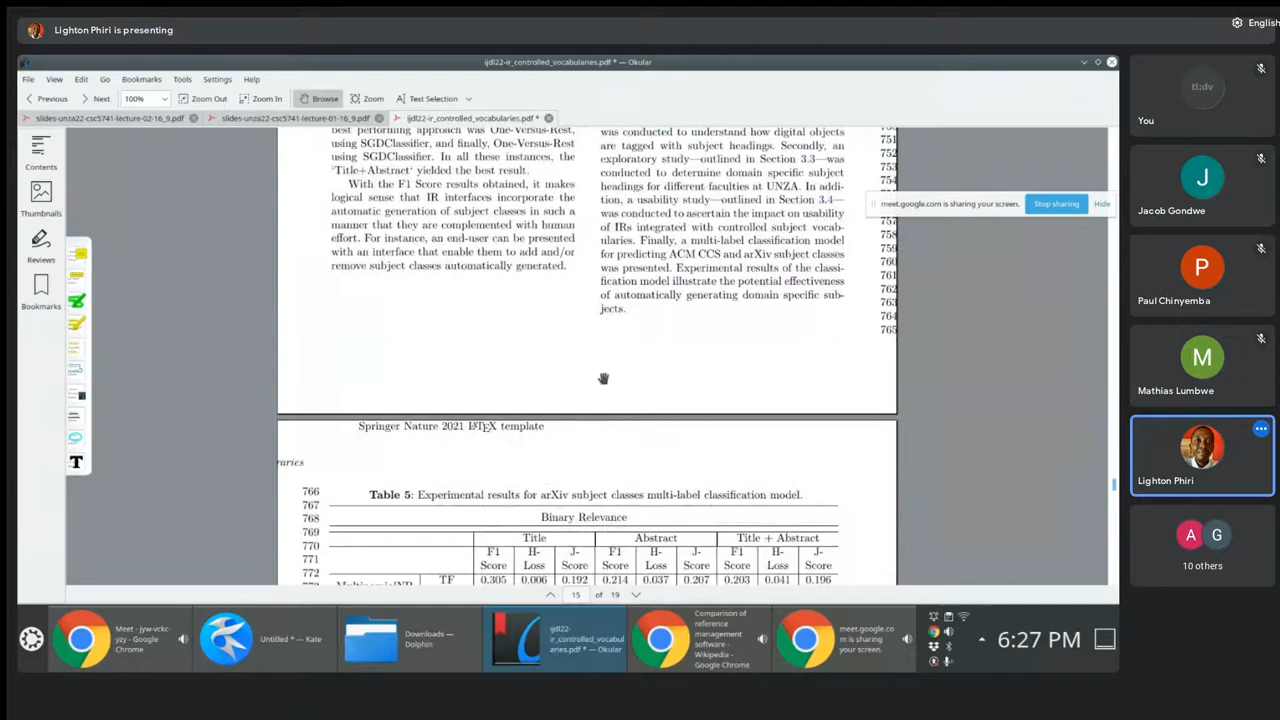 Lighton Phiri is presenting
English
ijdl22-ir_controlled_vocabularies.pdf * — Okular
File View Edit Go Bookmarks Tools Settings Help
Previous Next 100% Zoom Out Zoom In Browse Zoom Text Selection
slides-unza22-csc5741-lecture-02-16_9.pdf slides-unza22-csc5741-lecture-01-16_9.pdf ijdl22-ir_controlled_vocabularies.pdf *
Contents
Thumbnails
Reviews
Bookmarks
best performing approach was One-Versus-Rest,
using SGDClassifier, and finally, One-Versus-Rest
using SGDClassifier. In all these instances, the
'Title+Abstract' yielded the best result.
With the F1 Score results obtained, it makes
logical sense that IR interfaces incorporate the
automatic generation of subject classes in such a
manner that they are complemented with human
effort. For instance, an end-user can be presented
with an interface that enable them to add and/or
remove subject classes automatically generated.
was conducted to understand how digital objects
are tagged with subject headings. Secondly, an
exploratory study—outlined in Section 3.3—was
conducted to determine domain specific subject
headings for different faculties at UNZA. In addi-
tion, a usability study—outlined in Section 3.4—
was conducted to ascertain the impact on usability
of IRs integrated with controlled subject vocab-
ularies. Finally, a multi-label classification model
for predicting ACM CCS and arXiv subject classes
was presented. Experimental results of the classi-
fication model illustrate the potential effectiveness
of automatically generating domain specific sub-
jects.
751
752
753
754
757
758
759
760
761
762
763
764
765
meet.google.com is sharing your screen. Stop sharing Hide
Springer Nature 2021 LATEX template
raries
766
767
768
769
770
771
772
Table 5: Experimental results for arXiv subject classes multi-label classification model.
Binary Relevance
Title Abstract Title + Abstract
F1 H- J- F1 H- J- F1 H- J-
Score Loss Score Score Loss Score Score Loss Score
MultinomialNB TF 0.305 0.006 0.192 0.214 0.037 0.207 0.203 0.041 0.196
15 of 19
Meet - jyw-vckc-
yzy - Google
Chrome
Untitled * — Kate
Downloads —
Dolphin
ijdl22-
ir_controlled_vocabul
aries.pdf * — Okular
Comparison of
reference
management
software -
Wikipedia -
Google Chrome
meet.google.co
m is sharing
your screen.
6:27 PM
ti;dv
You
J
Jacob Gondwe
P
Paul Chinyemba
M
Mathias Lumbwe
Lighton Phiri
A G
10 others
T